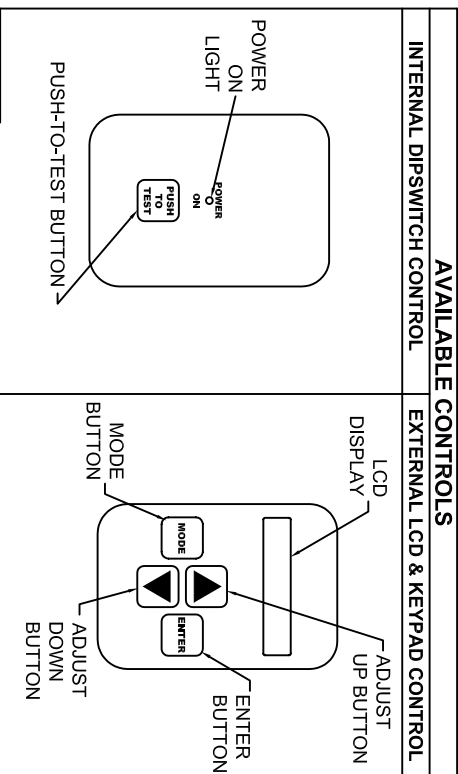 AVAILABLE CONTROLS
INTERNAL DIPSWITCH CONTROL
POWER
ON
LIGHT
POWER
ON
PUSH
TO
TEST
PUSH-TO-TEST BUTTON
EXTERNAL LCD & KEYPAD CONTROL
LCD
DISPLAY
ADJUST
UP BUTTON
MODE
ENTER
MODE
BUTTON
ENTER
BUTTON
ADJUST
DOWN
BUTTON